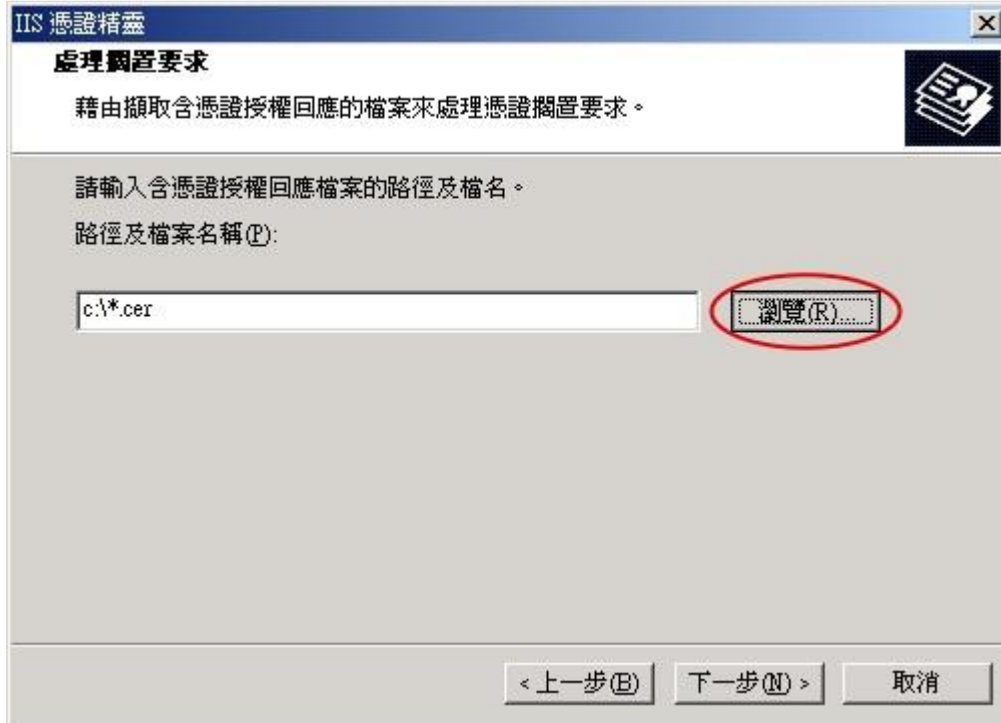 IIS 憑證精靈
處理擱置要求
藉由擷取含憑證授權回應的檔案來處理憑證擱置要求。
請輸入含憑證授權回應檔案的路徑及檔名。
路徑及檔案名稱(P):
c:\*.cer
瀏覽(R)...
< 上一步(B)
下一步(N) >
取消